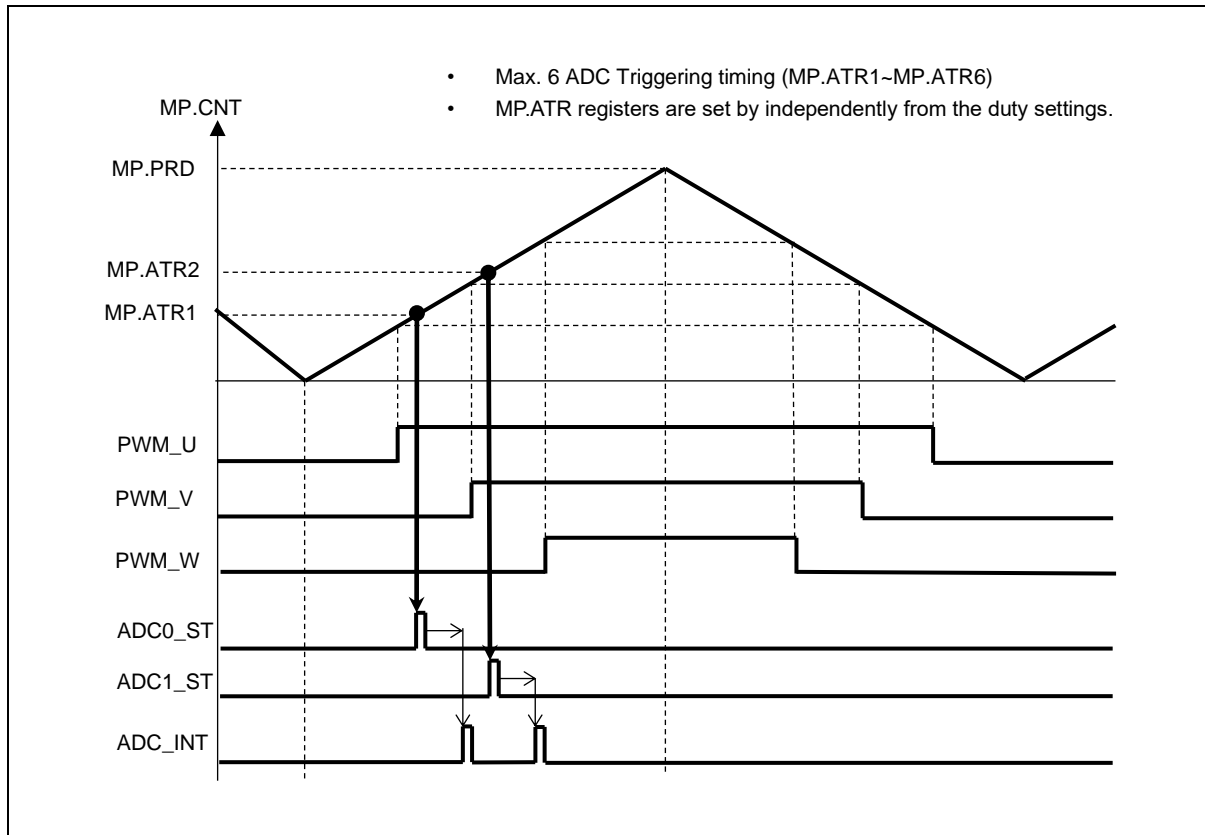 • Max. 6 ADC Triggering timing (MP.ATR1~MP.ATR6)
• MP.ATR registers are set by independently from the duty settings.
MP.CNT
MP.PRD
MP.ATR2
MP.ATR1
PWM_U
PWM_V
PWM_W
ADC0_ST
ADC1_ST
ADC_INT